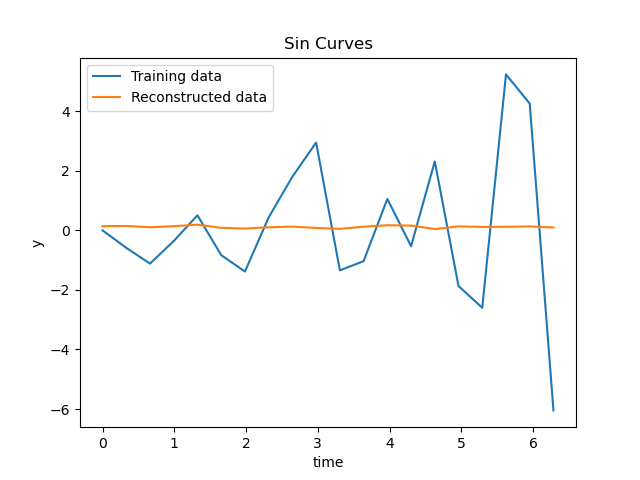 Sin Curves
Training data
Reconstructed data
y
4
2
0
−2
−4
−6
0 1 2 3 4 5 6
time